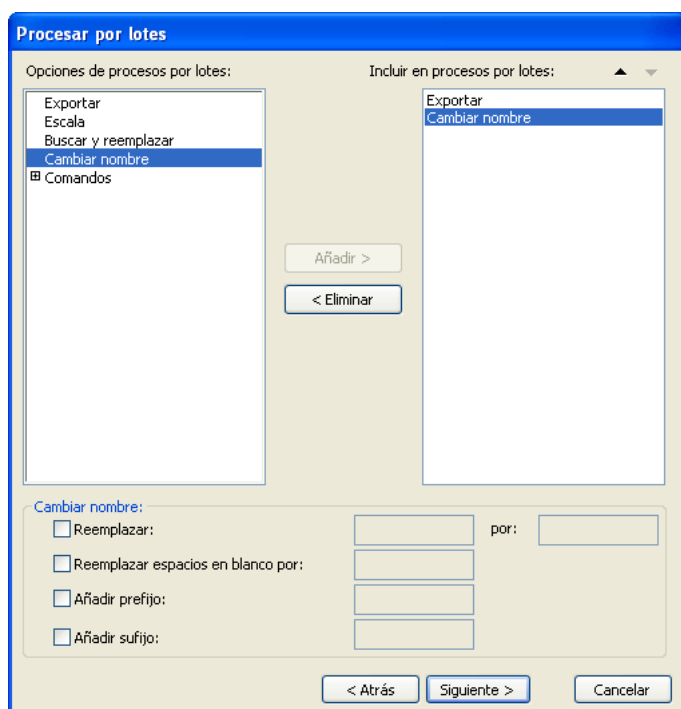 Procesar por lotes
Opciones de procesos por lotes:
Incluir en procesos por lotes:
Exportar
Escala
Buscar y reemplazar
Cambiar nombre
Comandos
Exportar
Cambiar nombre
Añadir >
< Eliminar
Cambiar nombre:
Reemplazar:
por:
Reemplazar espacios en blanco por:
Añadir prefijo:
Añadir sufijo:
< Atrás
Siguiente >
Cancelar